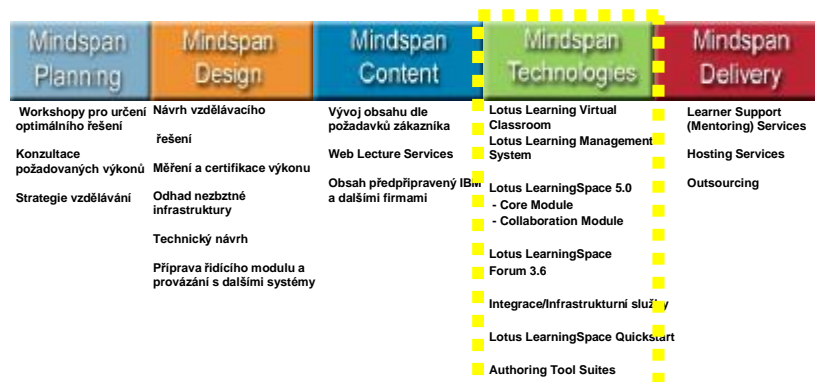 Mindspan
Planning
Workshopy pro určení
optimálního řešení
Konzultace
požadovaných výkonů
Strategie vzdělávání
Mindspan
Design
Návrh vzdělávacího
řešení
Měření a certifikace výkonu
Odhad nezbztné
infrastruktury
Technický návrh
Příprava řidícího modulu a
provázání s dalšími systémy
Mindspan
Content
Vývoj obsahu dle
požadavků zákazníka
Web Lecture Services
Obsah předpřipravený IBM
a dalšími firmami
Mindspan
Technologies
Lotus Learning Virtual
Classroom
Lotus Learning Management
System
Lotus LearningSpace 5.0
- Core Module
- Collaboration Module
Lotus LearningSpace
Forum 3.6
Integrace/Infrastrukturní služby
Lotus LearningSpace Quickstart
Authoring Tool Suites
Mindspan
Delivery
Learner Support
(Mentoring) Services
Hosting Services
Outsourcing